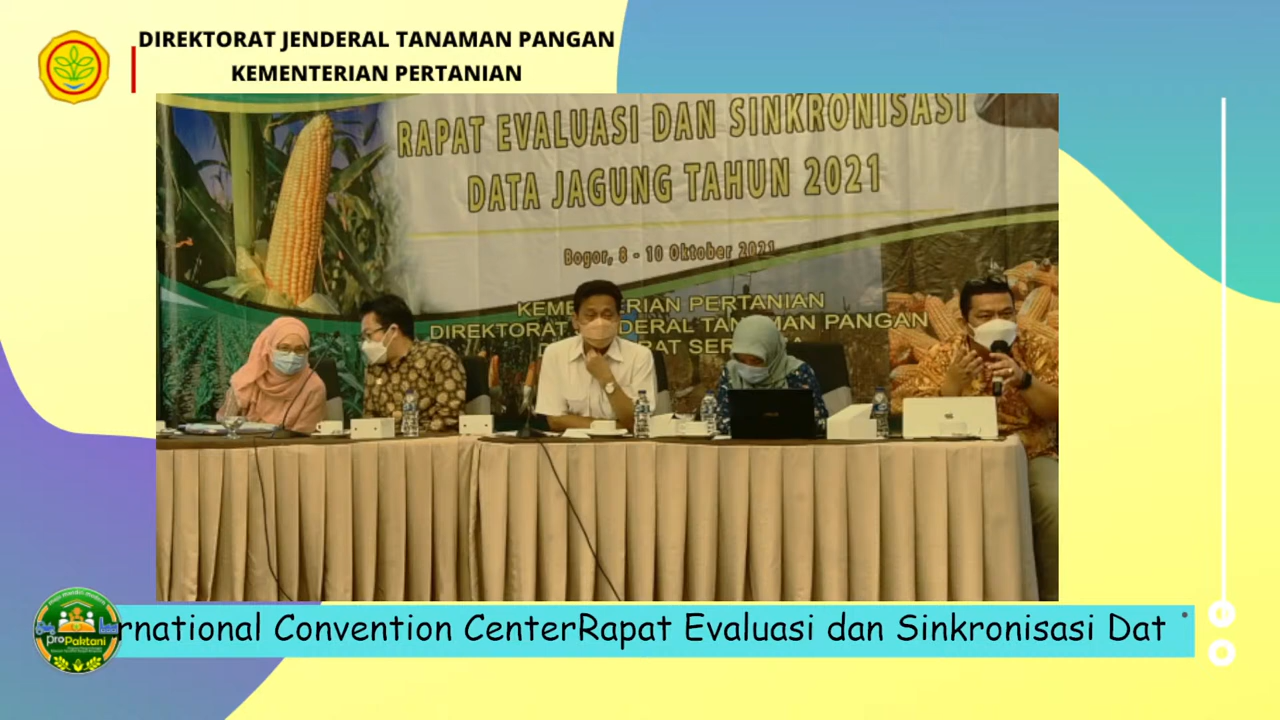 DIREKTORAT JENDERAL TANAMAN PANGAN
KEMENTERIAN PERTANIAN
RAPAT EVALUASI DAN SINKRONISASI
DATA JAGUNG TAHUN 2021
Bogor, 8 - 10 Oktober 2021
KEMENTERIAN PERTANIAN
DIREKTORAT JENDERAL TANAMAN PANGAN
ProPaktani
rnational Convention CenterRapat Evaluasi dan Sinkronisasi Dat